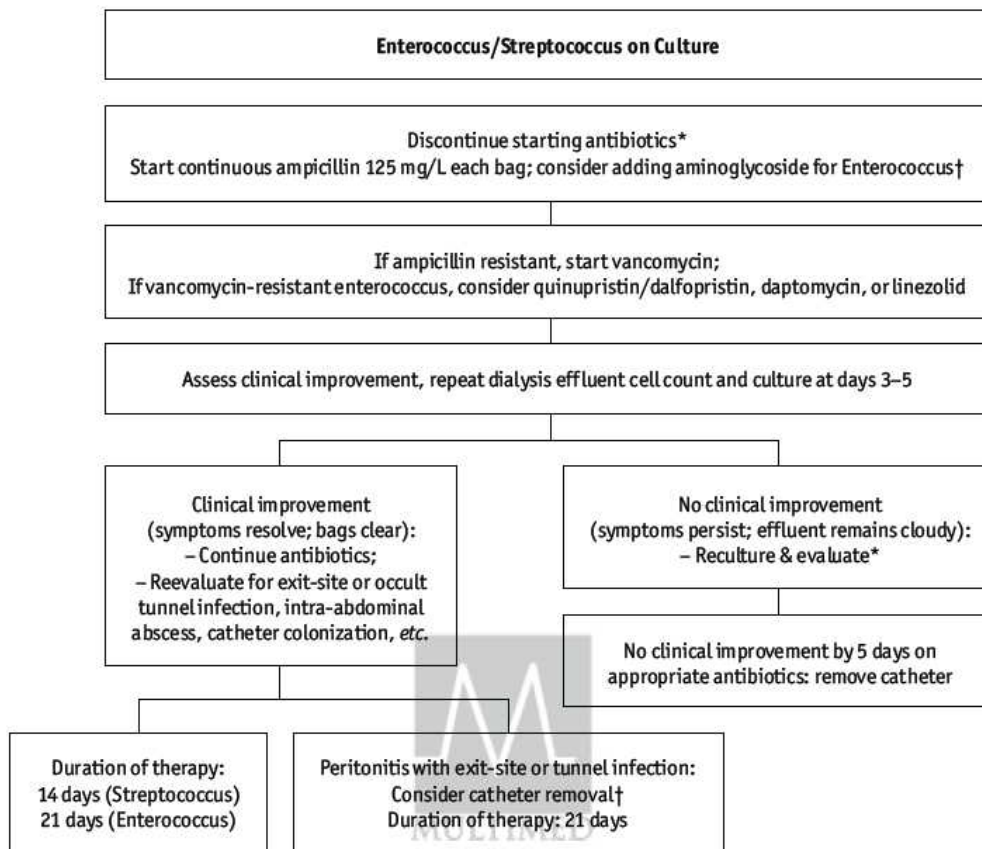 Enterococcus/Streptococcus on Culture
Discontinue starting antibiotics*
Start continuous ampicillin 125 mg/L each bag; consider adding aminoglycoside for Enterococcus†
If ampicillin resistant, start vancomycin;
If vancomycin-resistant enterococcus, consider quinupristin/dalfopristin, daptomycin, or linezolid
Assess clinical improvement, repeat dialysis effluent cell count and culture at days 3–5
Clinical improvement
(symptoms resolve; bags clear):
– Continue antibiotics;
– Reevaluate for exit-site or occult
tunnel infection, intra-abdominal
abscess, catheter colonization, etc.
No clinical improvement
(symptoms persist; effluent remains cloudy):
– Reculture & evaluate*
No clinical improvement by 5 days on
appropriate antibiotics: remove catheter
Duration of therapy:
14 days (Streptococcus)
21 days (Enterococcus)
Peritonitis with exit-site or tunnel infection:
Consider catheter removal†
Duration of therapy: 21 days
MULTIMED